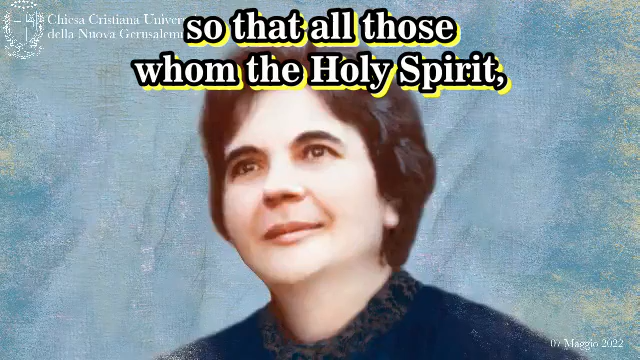 Chiesa Cristiana Univer
della Nuova Gerusalem
so that all those
whom the Holy Spirit,
07 Maggio 2022